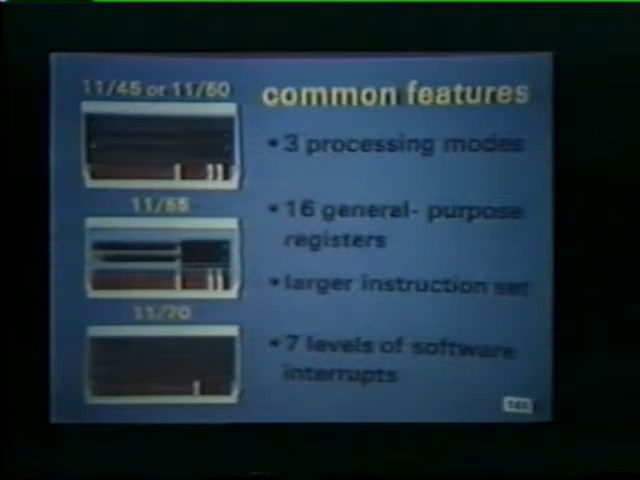 11/45 or 11/50
common features
• 3 processing modes
11/55
• 16 general- purpose
registers
• larger instruction set
11/70
• 7 levels of software
interrupts